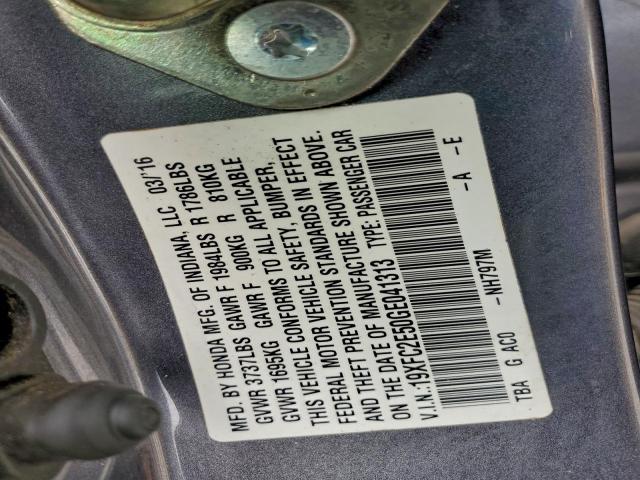 MFD. BY HONDA MFG. OF INDIANA, LLC 03/16
GVWR 3737LBS GAWR F 1984LBS R 1786LBS
GVWR 1695KG GAWR F 900KG R 810KG
THIS VEHICLE CONFORMS TO ALL APPLICABLE
FEDERAL MOTOR VEHICLE SAFETY, BUMPER,
AND THEFT PREVENTION STANDARDS IN EFFECT
ON THE DATE OF MANUFACTURE SHOWN ABOVE.
V.I.N.:19XFC2E50GE041313 TYPE: PASSENGER CAR
-A -E
-NH797M
TBA G AC0